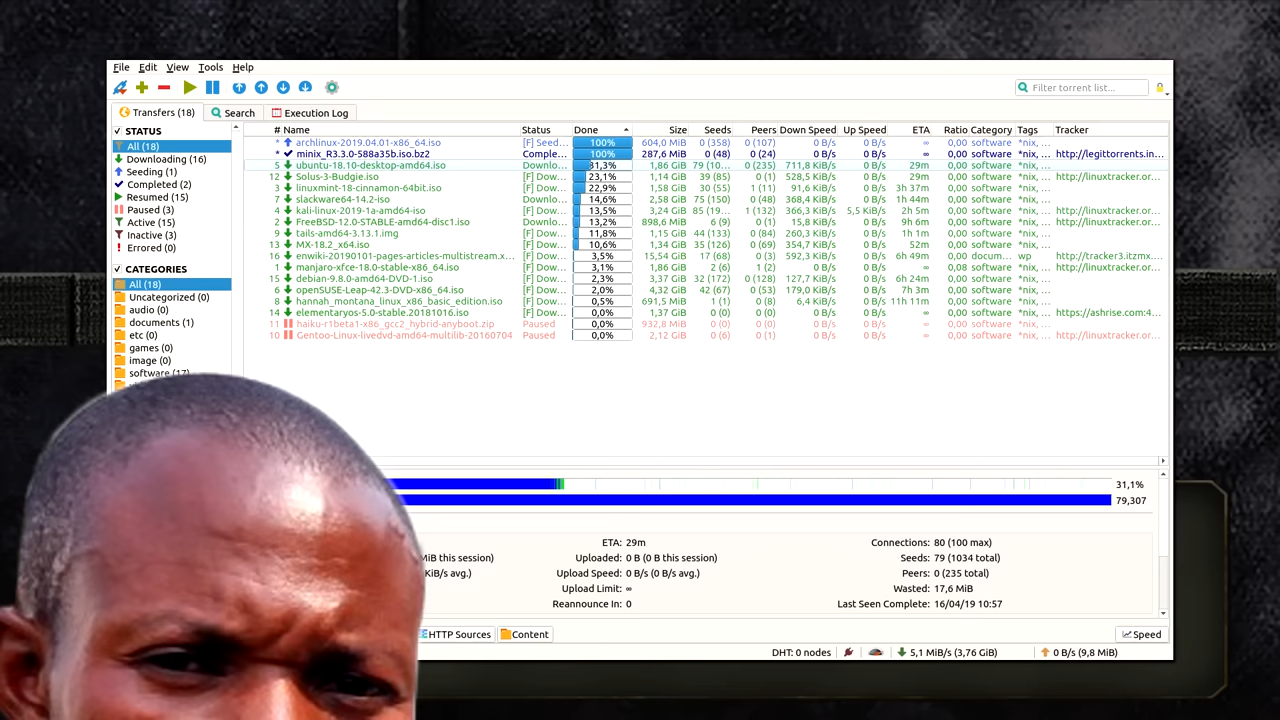 File Edit View Tools Help
Filter torrent list...
Transfers (18) Search Execution Log
STATUS
All (18)
Downloading (16)
Seeding (1)
Completed (2)
Resumed (15)
Paused (3)
Active (15)
Inactive (3)
Errored (0)
CATEGORIES
All (18)
Uncategorized (0)
audio (0)
documents (1)
etc (0)
games (0)
image (0)
software (17)
# Name Status Done Size Seeds Peers Down Speed Up Speed ETA Ratio Category Tags Tracker
* archlinux-2019.04.01-x86_64.iso [F] Seed... 100% 604,0 MiB 0 (358) 0 (107) 0 B/s 0 B/s ∞ 0,00 software *nix, ...
* minix_R3.3.0-588a35b.iso.bz2 Comple... 100% 287,6 MiB 0 (48) 0 (24) 0 B/s 0 B/s ∞ 0,00 software *nix, ... http://legittorrents.in...
5 ubuntu-18.10-desktop-amd64.iso Downlo... 31,3% 1,86 GiB 79 (10... 0 (235) 711,8 KiB/s 0 B/s 29m 0,00 software *nix, ...
12 Solus-3-Budgie.iso [F] Dow... 23,1% 1,14 GiB 39 (85) 0 (1) 528,5 KiB/s 0 B/s 29m 0,00 software *nix, ... http://linuxtracker.or...
3 linuxmint-18-cinnamon-64bit.iso [F] Dow... 22,9% 1,58 GiB 30 (55) 1 (11) 91,6 KiB/s 0 B/s 3h 37m 0,00 software *nix, ... http://linuxtracker.or...
7 slackware64-14.2-iso Downlo... 14,6% 2,58 GiB 75 (150) 0 (48) 368,4 KiB/s 0 B/s 1h 44m 0,00 software *nix, ...
4 kali-linux-2019-1a-amd64-iso [F] Dow... 13,5% 3,24 GiB 85 (19... 1 (132) 366,3 KiB/s 5,5 KiB/s 2h 5m 0,00 software *nix, ... http://linuxtracker.or...
2 FreeBSD-12.0-STABLE-amd64-disc1.iso Downlo... 13,2% 898,6 MiB 6 (9) 0 (1) 15,8 KiB/s 0 B/s 9h 6m 0,00 software *nix, ... http://linuxtracker.or...
9 tails-amd64-3.13.1.img [F] Dow... 11,8% 1,15 GiB 44 (133) 0 (84) 260,3 KiB/s 0 B/s 1h 1m 0,00 software *nix, ...
13 MX-18.2_x64.iso [F] Dow... 10,6% 1,34 GiB 35 (126) 0 (69) 354,7 KiB/s 0 B/s 52m 0,00 software *nix, ...
16 enwiki-20190101-pages-articles-multistream.x... [F] Dow... 3,5% 15,54 GiB 17 (68) 0 (3) 592,3 KiB/s 0 B/s 6h 49m 0,00 docum... wp http://tracker3.itzmx....
1 manjaro-xfce-18.0-stable-x86_64.iso [F] Dow... 3,1% 1,86 GiB 2 (6) 1 (2) 0 B/s 0 B/s ∞ 0,00 software *nix, ... http://linuxtracker.or...
15 debian-9.8.0-amd64-DVD-1.iso [F] Dow... 2,3% 3,37 GiB 32 (172) 0 (128) 127,7 KiB/s 0 B/s 7h 24m 0,00 software *nix, ...
6 openSUSE-Leap-42.3-DVD-x86_64.iso [F] Dow... 2,0% 4,32 GiB 42 (67) 0 (53) 179,0 KiB/s 0 B/s 7h 3m 0,00 software *nix, ...
8 hannah_montana_linux_x86_basic_edition.iso [F] Dow... 0,5% 691,5 MiB 1 (1) 0 (8) 6,4 KiB/s 0 B/s 11h 11m 0,00 software *nix, ...
14 elementaryos-5.0-stable.20181016.iso [F] Dow... 0,0% 1,37 GiB 0 (0) 0 (0) 0 B/s 0 B/s ∞ 0,00 software *nix, ... https://ashrise.com:4...
11 haiku-r1beta1-x86_gcc2_hybrid-anyboot.zip Paused 0,0% 932,8 MiB 0 (0) 0 (0) 0 B/s 0 B/s ∞ 0,00 software *nix, ...
10 Gentoo-Linux-livedvd-amd64-multilib-20160704 Paused 0,0% 2,12 GiB 0 (6) 0 (1) 0 B/s 0 B/s ∞ 0,00 software *nix, ... http://linuxtracker.or...
31,1%
79,307
ETA: 29m Connections: 80 (100 max)
MiB this session) Uploaded: 0 B (0 B this session) Seeds: 79 (1034 total)
KiB/s avg.) Upload Speed: 0 B/s (0 B/s avg.) Peers: 0 (235 total)
Upload Limit: ∞ Wasted: 17,6 MiB
Reannounce In: 0 Last Seen Complete: 16/04/19 10:57
HTTP Sources Content Speed
DHT: 0 nodes 5,1 MiB/s (3,76 GiB) 0 B/s (9,8 MiB)